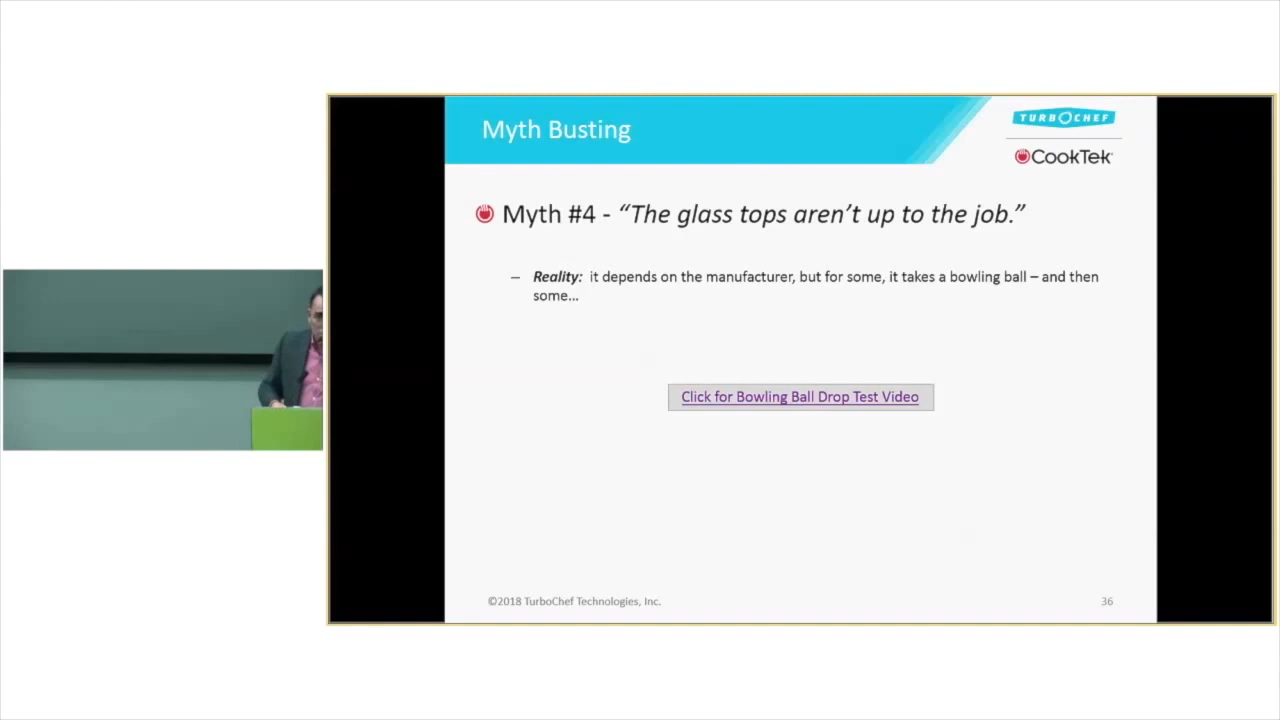 Myth Busting
TURBOCHEF
CookTek
Myth #4 - “The glass tops aren’t up to the job.”
– Reality: it depends on the manufacturer, but for some, it takes a bowling ball – and then
some…
Click for Bowling Ball Drop Test Video
©2018 TurboChef Technologies, Inc.
36